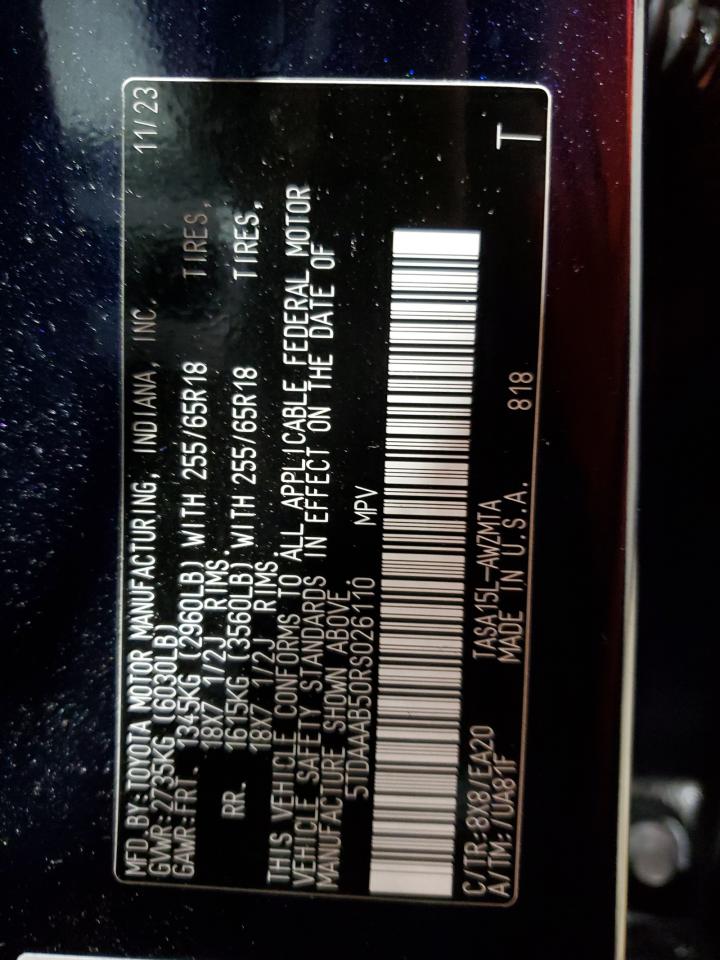 MFD.BY:TOYOTA MOTOR MANUFACTURING, INDIANA, INC. 11/23
GVWR:2735KG (6030LB)
GAWR:FRT. 1345KG (2960LB) WITH 255/65R18 TIRES,
18X7 1/2J RIMS.
RR. 1615KG (3560LB) WITH 255/65R18 TIRES,
18X7 1/2J RIMS.
THIS VEHICLE CONFORMS TO ALL APPLICABLE FEDERAL MOTOR
VEHICLE SAFETY STANDARDS IN EFFECT ON THE DATE OF
MANUFACTURE SHOWN ABOVE.
5TDAAAB50RS026110 MPV
C/TR:8X8/EA20 TASA15L-AWZMTA
A/TM:/UA81F MADE IN U.S.A. 818 T